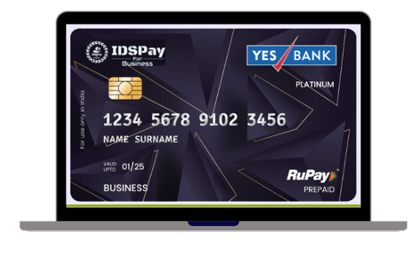 IDSPay
For
Business
YES BANK
PLATINUM
For use only in India
1234 5678 9102 3456
NAME SURNAME
VALID
UPTO
01/25
BUSINESS
RuPay
PREPAID